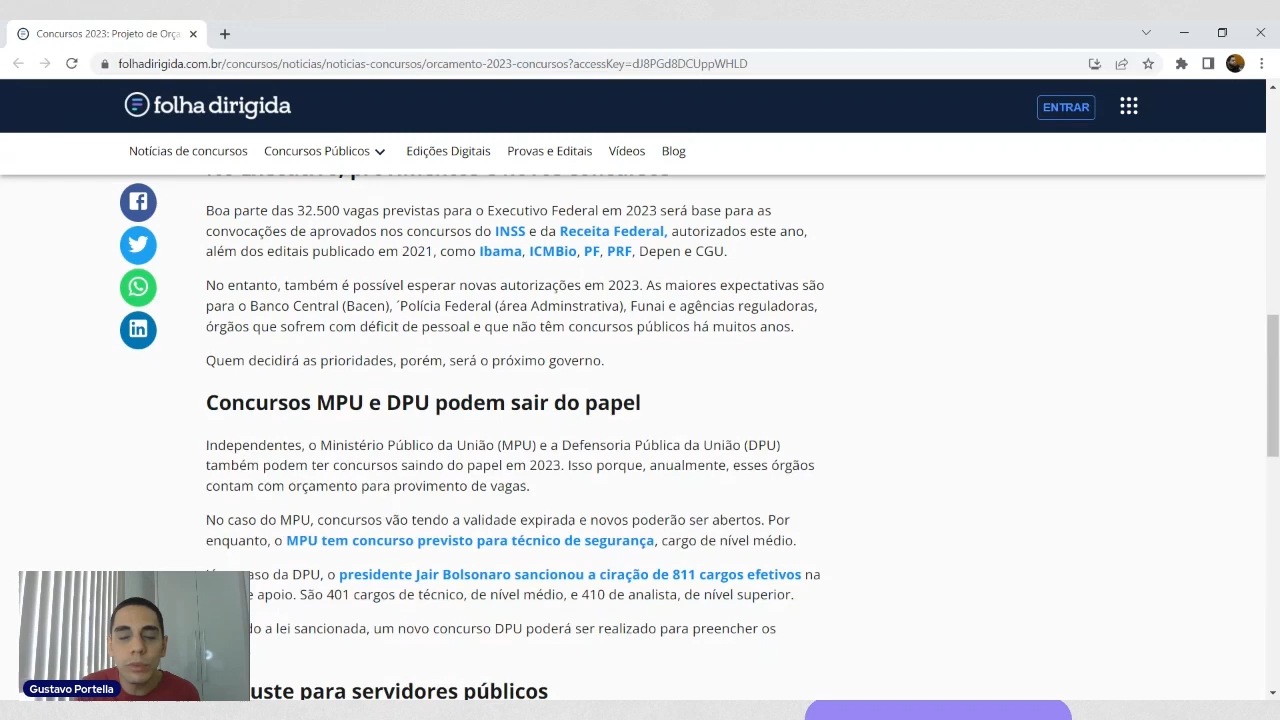 Concursos 2023: Projeto de Orça
folhadirigida.com.br/concursos/noticias/noticias-concursos/orcamento-2023-concursos?accessKey=dJ8PGd8DCUppWHLD
folha dirigida
ENTRAR
Notícias de concursos Concursos Públicos Edições Digitais Provas e Editais Vídeos Blog
No Executivo, provimentos e novos concursos
Boa parte das 32.500 vagas previstas para o Executivo Federal em 2023 será base para as
convocações de aprovados nos concursos do INSS e da Receita Federal, autorizados este ano,
além dos editais publicado em 2021, como Ibama, ICMBio, PF, PRF, Depen e CGU.
No entanto, também é possível esperar novas autorizações em 2023. As maiores expectativas são
para o Banco Central (Bacen), ´Polícia Federal (área Adminstrativa), Funai e agências reguladoras,
órgãos que sofrem com déficit de pessoal e que não têm concursos públicos há muitos anos.
Quem decidirá as prioridades, porém, será o próximo governo.
Concursos MPU e DPU podem sair do papel
Independentes, o Ministério Público da União (MPU) e a Defensoria Pública da União (DPU)
também podem ter concursos saindo do papel em 2023. Isso porque, anualmente, esses órgãos
contam com orçamento para provimento de vagas.
No caso do MPU, concursos vão tendo a validade expirada e novos poderão ser abertos. Por
enquanto, o MPU tem concurso previsto para técnico de segurança, cargo de nível médio.
aso da DPU, o presidente Jair Bolsonaro sancionou a ciração de 811 cargos efetivos na
e apoio. São 401 cargos de técnico, de nível médio, e 410 de analista, de nível superior.
o a lei sancionada, um novo concurso DPU poderá ser realizado para preencher os
uste para servidores públicos
Gustavo Portella